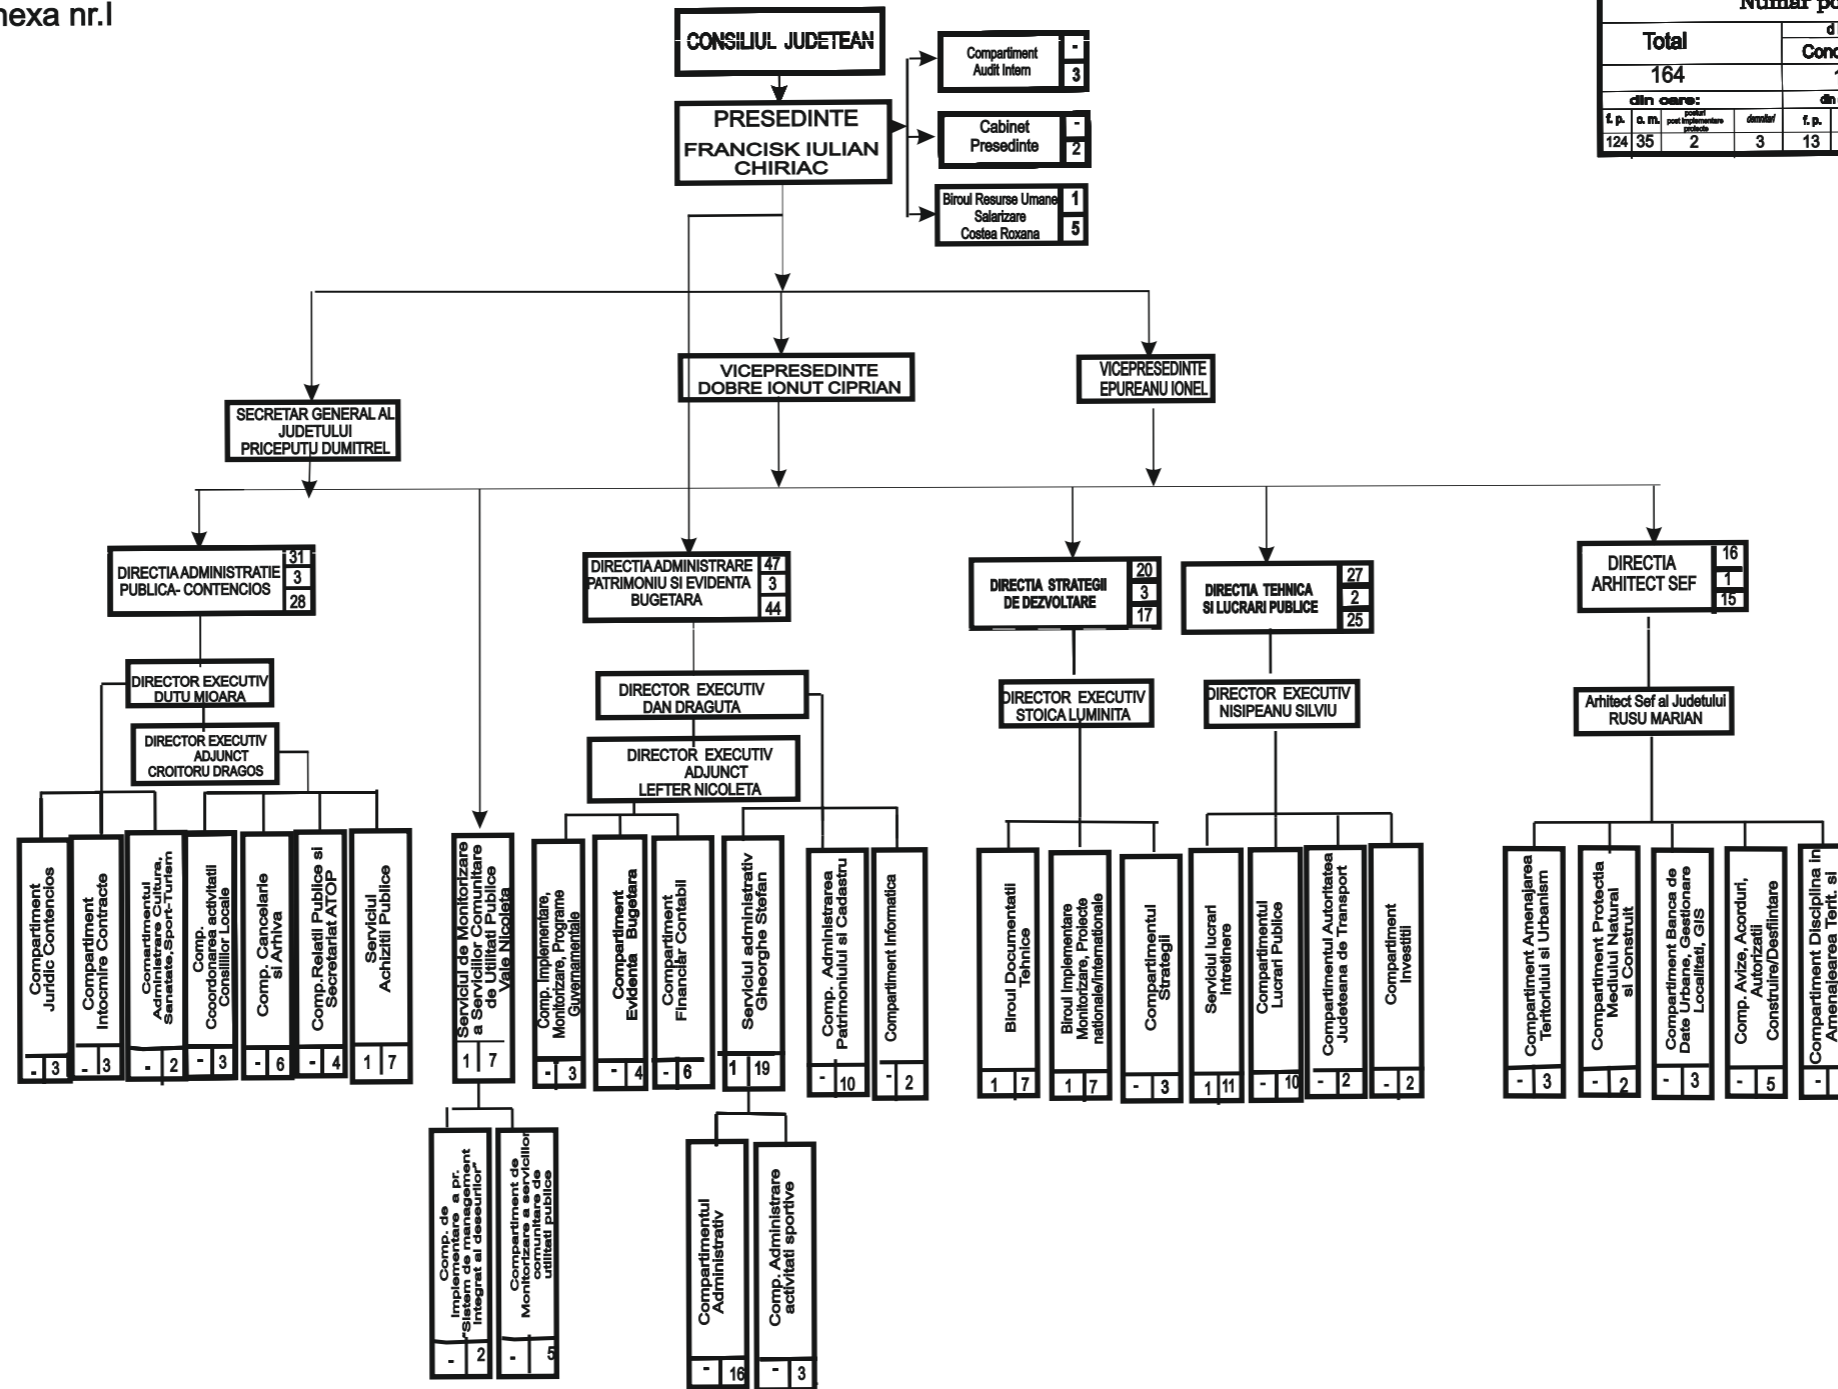 nexa nr.I
CONSILIUL JUDETEAN
PRESEDINTE
FRANCISK IULIAN
CHIRIAC
Compartiment
Audit Intern
-
3
Cabinet
Presedinte
-
2
Biroul Resurse Umane
Salarizare
Costea Roxana
1
5
Total
164
din oare:
f. p.
o. m.
posturi
post implementare
proiecte
demnitari
f. p.
124
35
2
3
13
VICEPRESEDINTE
DOBRE IONUT CIPRIAN
VICEPRESEDINTE
EPUREANU IONEL
SECRETAR GENERAL AL
JUDETULUI
PRICEPUTU DUMITREL
DIRECTIA ADMINISTRATIE
PUBLICA- CONTENCIOS
31
3
28
DIRECTIA ADMINISTRARE
PATRIMONIU SI EVIDENTA
BUGETARA
47
3
44
DIRECTIA STRATEGII
DE DEZVOLTARE
20
3
17
DIRECTIA TEHNICA
SI LUCRARI PUBLICE
27
2
25
DIRECTIA
ARHITECT SEF
16
1
15
DIRECTOR EXECUTIV
DUTU MIOARA
DIRECTOR EXECUTIV
ADJUNCT
CROITORU DRAGOS
DIRECTOR EXECUTIV
DAN DRAGUTA
DIRECTOR EXECUTIV
ADJUNCT
LEFTER NICOLETA
DIRECTOR EXECUTIV
STOICA LUMINITA
DIRECTOR EXECUTIV
NISIPEANU SILVIU
Arhitect Sef al Judetului
RUSU MARIAN
Compartiment
Juridic Contencios
- 3
Compartiment
Intocmire Contracte
- 3
Comartimentul
Administrare Cultura,
Sanatate,Sport-Turism
- 2
Comp.
Ccoordonarea activitatii
Consiliilor Locale
- 3
Comp. Cancelarie
si Arhiva
- 6
Comp.Relatii Publice si
Secretariat ATOP
- 4
Serviciul
Achizitii Publice
1 7
Serviciul de Monitorizare
a Serviciilor Comunitare
de Utilitati Publice
Vale Nicoleta
1 7
Comp. Implementare,
Monitorizare, Programe
Guvernamentale
- 3
Compartiment
Evidenta Bugetara
- 4
Compartiment
Financiar Contabil
- 6
Serviciul administrativ
Gheorghe Stefan
1 19
Comp. Administrarea
Patrimoniului si Cadastru
- 10
Compartiment Informatica
- 2
Biroul Documentatii
Tehnice
1 7
Biroul Implementare
Monitorizare, Proiecte
nationale/Internationale
1 7
Compartimentul
Strategii
- 3
Serviciul lucrari
Intretinere
1 11
Compartimentul
Lucrari Publice
- 10
Compartimentul Autoritatea
Judeteana de Transport
- 2
Compartiment
Investitii
- 2
Compartiment Amenajarea
Teritoriului si Urbanism
- 3
Compartiment Protectia
Mediului Natural
si Construit
- 2
Compartiment Banca de
Date Urbane, Gestionare
Localitati, GIS
- 3
Comp. Avize, Acorduri,
Autorizatii
Construire/Desfiintare
- 5
Compartiment Disciplina in
Amenajearea Terit. si
-
Comp. de
Implementare a pr.
"Sistem de management
integrat al deseurilor"
- 2
Compartiment de
Monitorizare a serviciilor
comunitare de
utilitati publice
- 5
Compartimentul
Administrativ
- 16
Comp. Administrare
activitati sportive
- 3